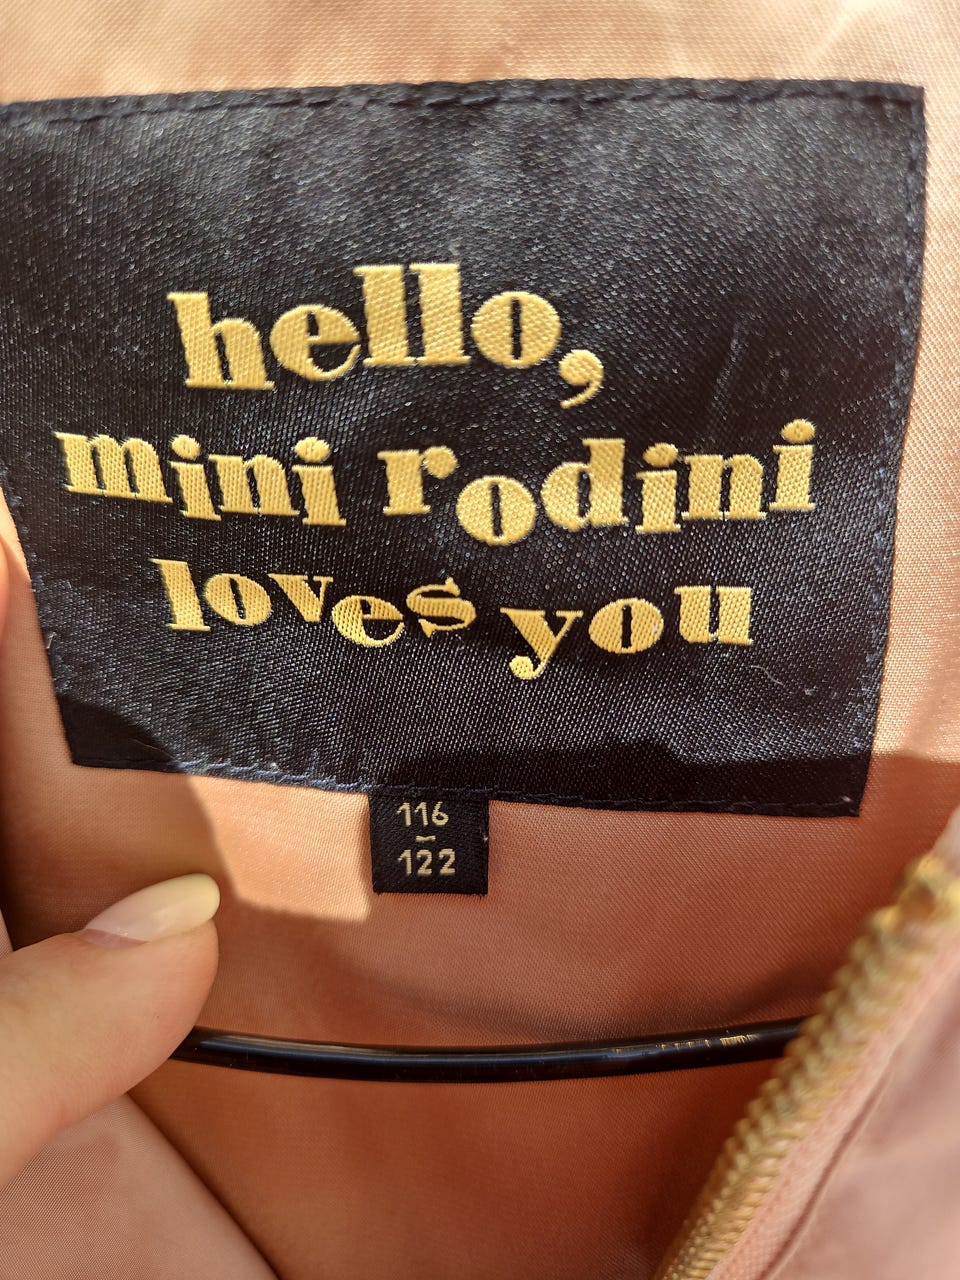 hello,
mini rodini
loves you
116
–
122